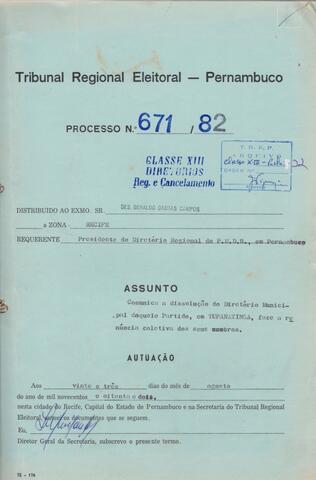 Tribunal Regional Eleitoral — Pernambuco
PROCESSO N.º 671 / 82
CLASSE XIII
DIRETÓRIOS
Reg. e Cancelamento
T. R. E. P.
ARQUIVO
DISTRIBUIDO AO EXMO. SR. DES GERALDO DANTAS CAMPOS
a ZONA: RECIFE
REQUERENTE Presidente do Diretório Regional do P.M.D.B., em Pernambuco
ASSUNTO
Comunica a dissolução do Diretório Munici-
pal daquele Partido, em TUPANATINGA, face a re
núncia coletiva dos seus membros.
AUTUAÇÃO
Aos vinte e três dias do mês de agosto
do ano de mil novecentos e oitenta e dois,
nesta cidade do Recife, Capital do Estado de Pernambuco e na Secretaria do Tribunal Regional
Eleitoral, autuo os documentos que se seguem.
Eu,
Diretor Geral da Secretaria, subscrevo o presente termo.
TE - 176